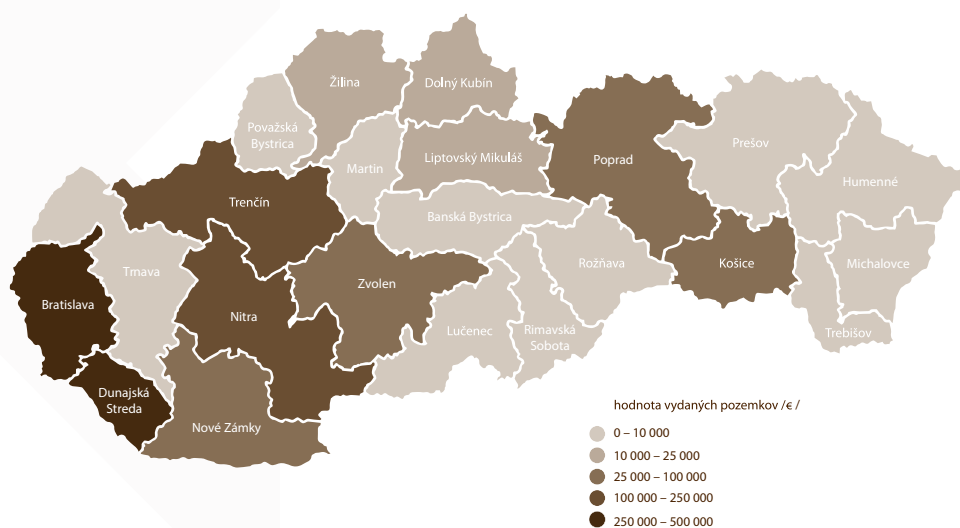 Žilina
Dolný Kubín
Považská
Bystrica
Martin
Liptovský Mikuláš
Poprad
Prešov
Humenné
Trenčín
Banská Bystrica
Trnava
Zvolen
Rožňava
Košice
Michalovce
Bratislava
Nitra
Lučenec
Rimavská
Sobota
Trebišov
Dunajská
Streda
Nové Zámky
hodnota vydaných pozemkov /€ /
0 – 10 000
10 000 – 25 000
25 000 – 100 000
100 000 – 250 000
250 000 – 500 000